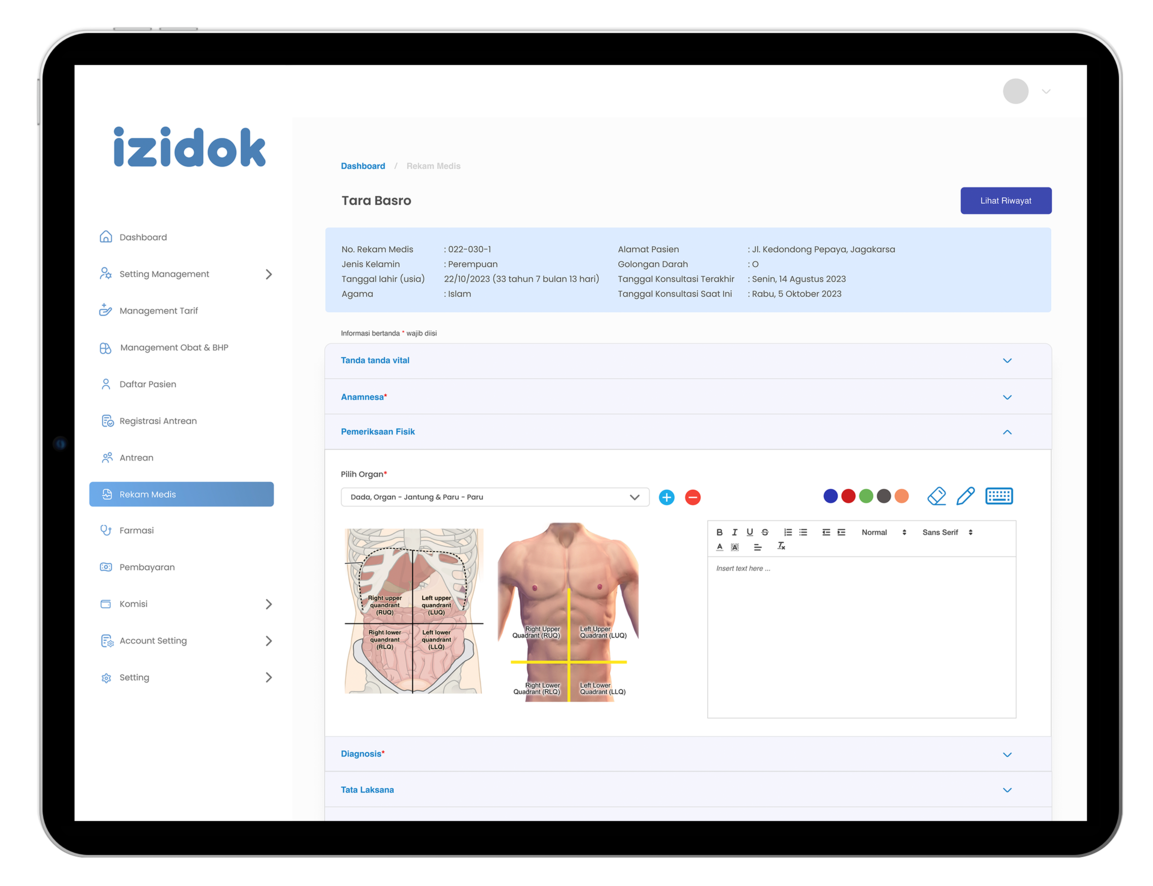 izidok
Dashboard
Setting Management
Management Tarif
Management Obat & BHP
Daftar Pasien
Registrasi Antrean
Antrean
Rekam Medis
Farmasi
Pembayaran
Komisi
Account Setting
Setting
Dashboard / Rekam Medis
Tara Basro
Lihat Riwayat
No. Rekam Medis : 022-030-1
Jenis Kelamin : Perempuan
Tanggal lahir (usia) 22/10/2023 (33 tahun 7 bulan 13 hari)
Agama : Islam
Alamat Pasien : Jl. Kedondong Pepaya, Jagakarsa
Golongan Darah : O
Tanggal Konsultasi Terakhir : Senin, 14 Agustus 2023
Tanggal Konsultasi Saat Ini : Rabu, 5 Oktober 2023
Informasi bertanda * wajib diisi
Tanda tanda vital
Anamnesa*
Pemeriksaan Fisik
Pilih Organ*
Dada, Organ - Jantung & Paru - Paru
Right upper
quadrant
(RUQ)
Left upper
quadrant
(LUQ)
Right lower
quadrant
(RLQ)
Left lower
quadrant
(LLQ)
Right Upper
Quadrant (RUQ)
Left Upper
Quadrant (LUQ)
Right Lower
Quadrant (RLQ)
Left Lower
Quadrant (LLQ)
B I U S Normal Sans Serif
A A Tx
Insert text here ...
Diagnosis*
Tata Laksana